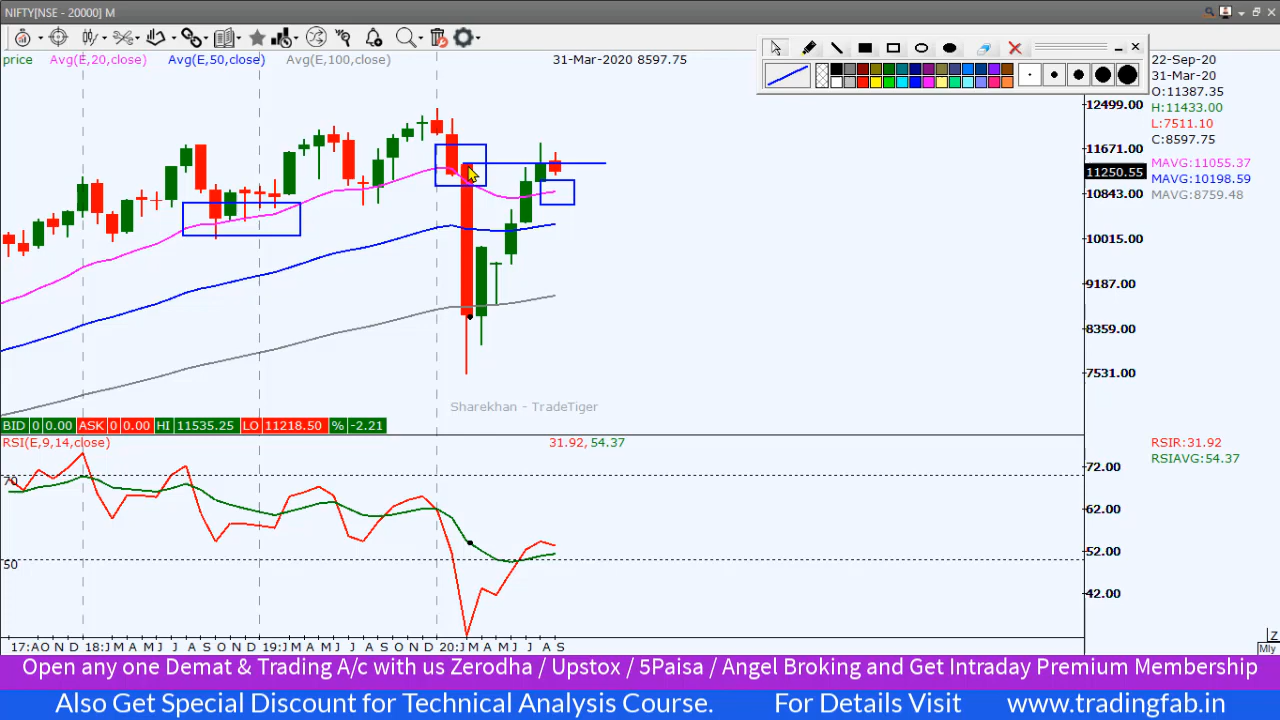 NIFTY[NSE - 20000] M
price Avg(E,20,close) Avg(E,50,close) Avg(E,100,close) 31-Mar-2020 8597.75
22-Sep-20
31-Mar-20
O:11387.35
H:11433.00
L:7511.10
C:8597.75
MAVG:11055.37
MAVG:10198.59
MAVG:8759.48
12499.00
11671.00
11250.55
10843.00
10015.00
9187.00
8359.00
7531.00
Sharekhan - TradeTiger
BID 0 0.00 ASK 0 0.00 HI 11535.25 LO 11218.50 % -2.21
RSI(E,9,14,close) 31.92, 54.37
RSIR:31.92
RSIAVG:54.37
72.00
62.00
52.00
42.00
70
50
17:AO N D 18:J F M A M J J A S O N D 19:J F M A M J J A S O N D 20:J F M A M J J A S
Z
Mly
Open any one Demat & Trading A/c with us Zerodha / Upstox / 5Paisa / Angel Broking and Get Intraday Premium Membership
Also Get Special Discount for Technical Analysis Course. For Details Visit www.tradingfab.in